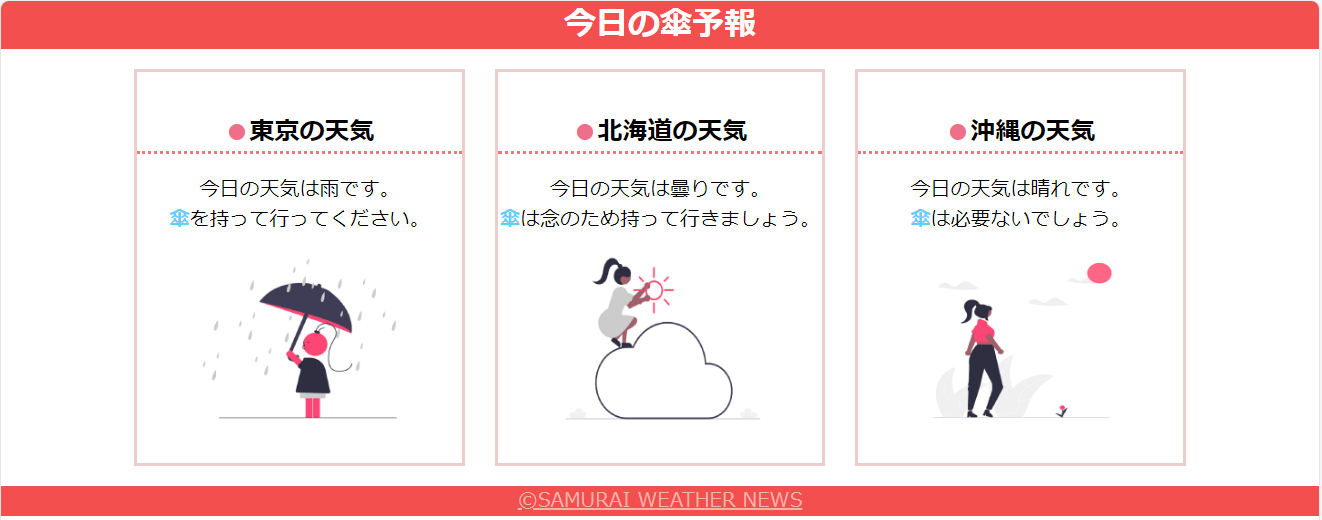 今日の傘予報
東京の天気
今日の天気は雨です。
傘を持って行ってください。
北海道の天気
今日の天気は曇りです。
傘は念のため持って行きましょう。
沖縄の天気
今日の天気は晴れです。
傘は必要ないでしょう。
©SAMURAI WEATHER NEWS